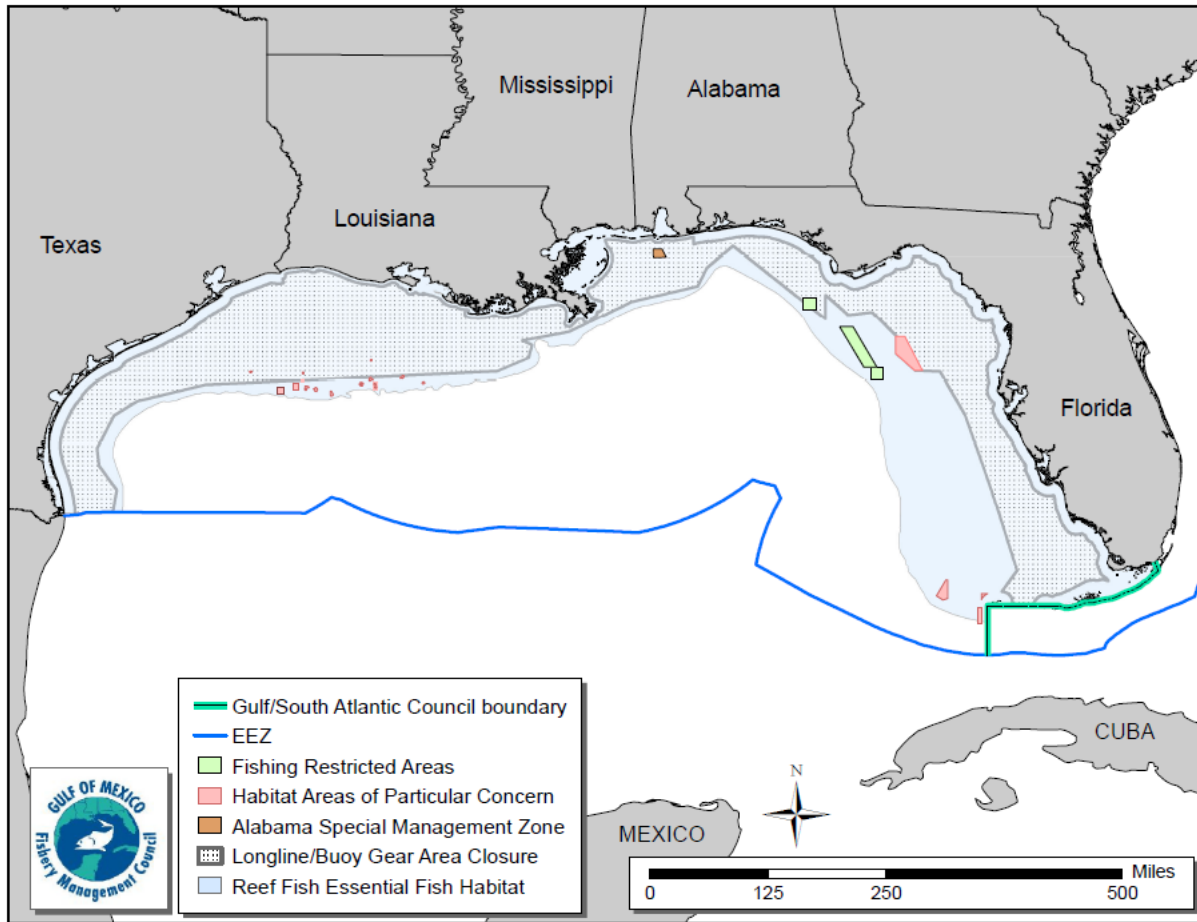 Mississippi
Alabama
Louisiana
Texas
Florida
Gulf/South Atlantic Council boundary
EEZ
Fishing Restricted Areas
Habitat Areas of Particular Concern
Alabama Special Management Zone
Longline/Buoy Gear Area Closure
Reef Fish Essential Fish Habitat
GULF OF MEXICO
Fishery Management Council
CUBA
MEXICO
N
Miles
0 125 250 500